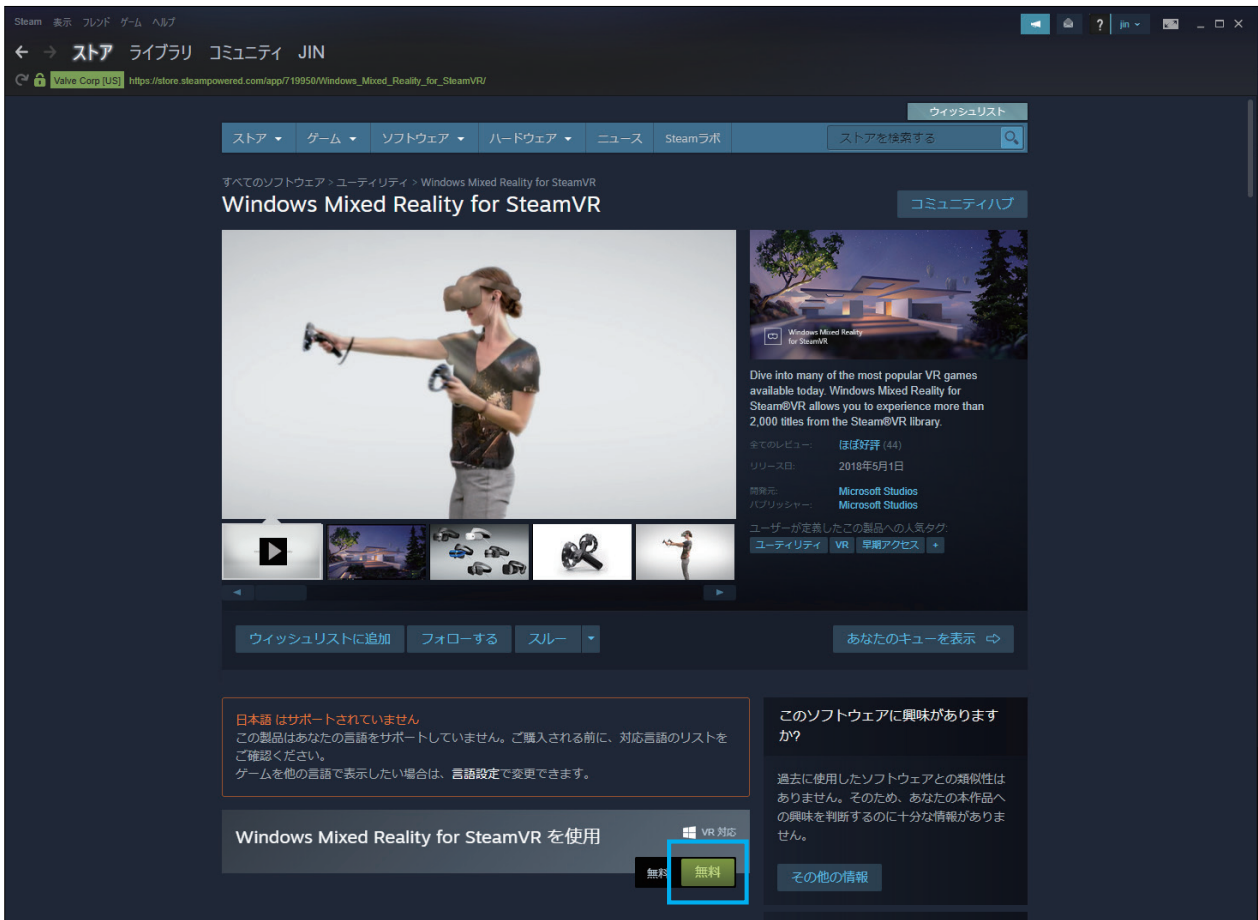 Steam 表示 フレンド ゲーム ヘルプ
? jin
ストア ライブラリ コミュニティ JIN
Valve Corp [US] https://store.steampowered.com/app/719950/Windows_Mixed_Reality_for_SteamVR/
ウィッシュリスト
ストア ゲーム ソフトウェア ハードウェア ニュース Steamラボ ストアを検索する
すべてのソフトウェア > ユーティリティ > Windows Mixed Reality for SteamVR
Windows Mixed Reality for SteamVR
コミュニティハブ
Windows Mixed Reality
for SteamVR
Dive into many of the most popular VR games
available today. Windows Mixed Reality for
Steam®VR allows you to experience more than
2,000 titles from the Steam®VR library.
全てのレビュー: ほぼ好評 (44)
リリース日: 2018年5月1日
開発元: Microsoft Studios
パブリッシャー: Microsoft Studios
ユーザーが定義したこの製品への人気タグ:
ユーティリティ VR 早期アクセス +
ウィッシュリストに追加 フォローする スルー
あなたのキューを表示
日本語 はサポートされていません
この製品はあなたの言語をサポートしていません。ご購入される前に、対応言語のリストを
ご確認ください。
ゲームを他の言語で表示したい場合は、言語設定で変更できます。
Windows Mixed Reality for SteamVR を使用
VR 対応
無料 無料
このソフトウェアに興味があります
か?
過去に使用したソフトウェアとの類似性は
ありません。そのため、あなたの本作品へ
の興味を判断するのに十分な情報がありま
せん。
その他の情報